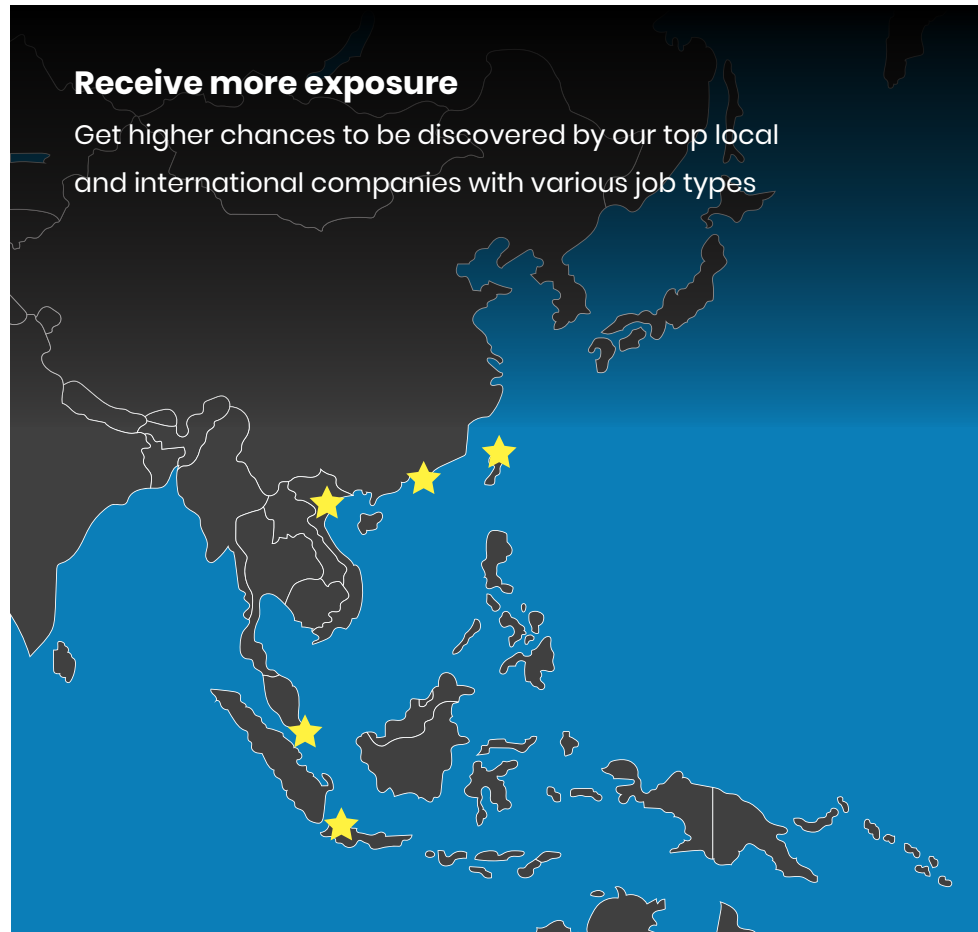 Receive more exposure
Get higher chances to be discovered by our top local
and international companies with various job types